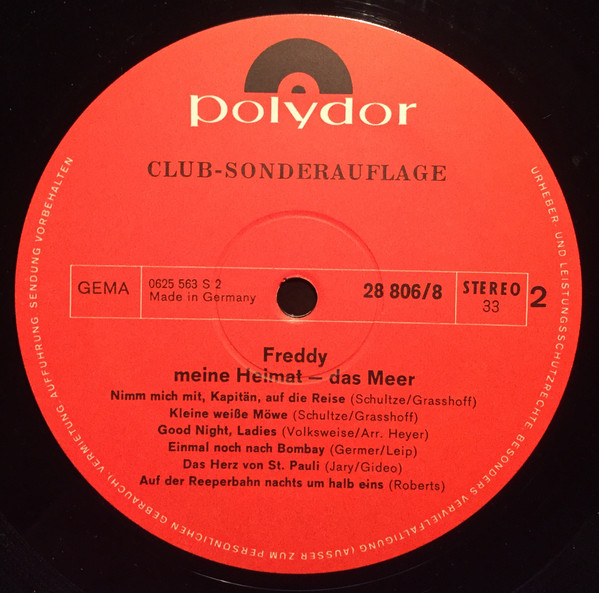 polydor
CLUB-SONDERAUFLAGE
GEMA
0625 563 S 2
Made in Germany
28 806/8
STEREO
33
2
Freddy
meine Heimat – das Meer
Nimm mich mit, Kapitän, auf die Reise (Schultze/Grasshoff)
Kleine weiße Möwe (Schultze/Grasshoff)
Good Night, Ladies (Volksweise/Arr. Heyer)
Einmal noch nach Bombay (Germer/Leip)
Das Herz von St. Pauli (Jary/Gideo)
Auf der Reeperbahn nachts um halb eins (Roberts)
URHEBER- UND LEISTUNGSSCHUTZRECHTE BESONDERS VERVIELFÄLTIGUNG (AUSSER ZUM PERSÖNLICHEN GEBRAUCH), VERMIETUNG AUFFÜHRUNG SENDUNG VORBEHALTEN